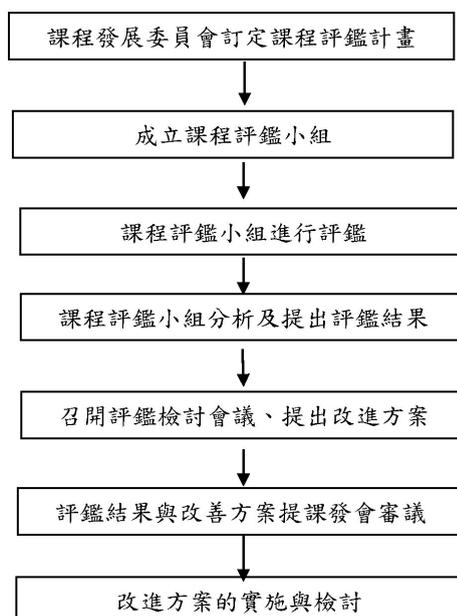 課程發展委員會訂定課程評鑑計畫
成立課程評鑑小組
課程評鑑小組進行評鑑
課程評鑑小組分析及提出評鑑結果
召開評鑑檢討會議、提出改進方案
評鑑結果與改善方案提課發會審議
改進方案的實施與檢討